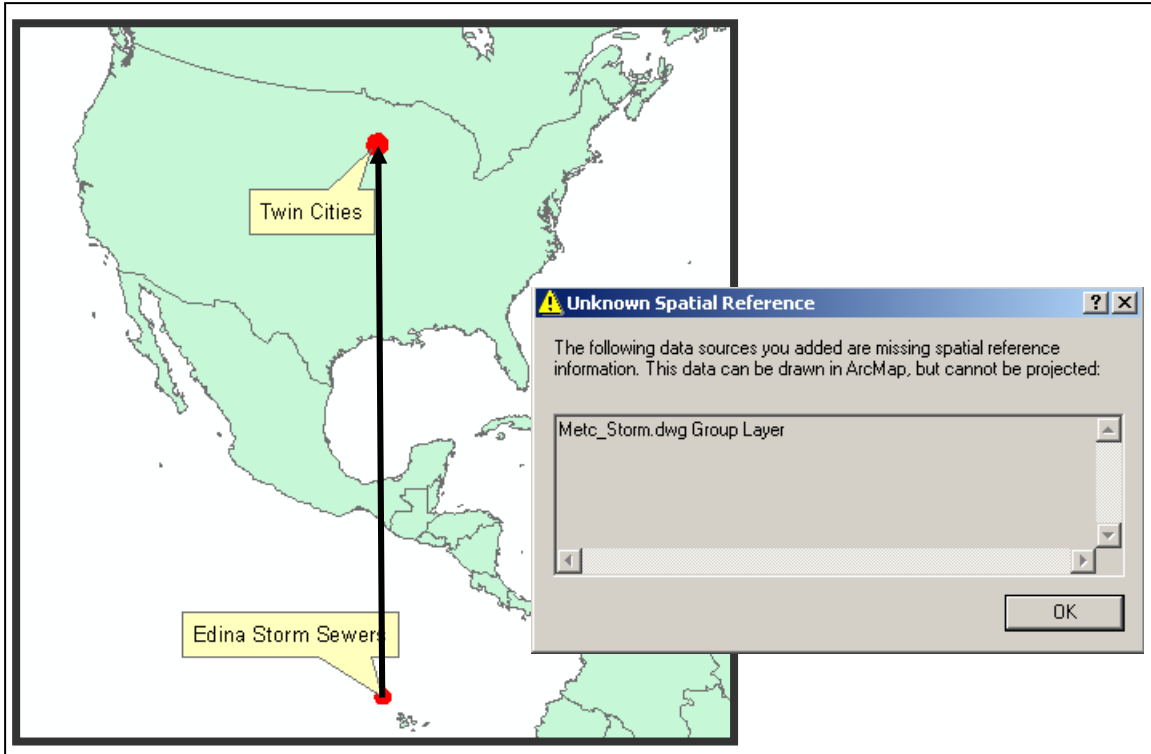 Twin Cities
Edina Storm Sewers
Unknown Spatial Reference
? X
The following data sources you added are missing spatial reference
information. This data can be drawn in ArcMap, but cannot be projected:
Metc_Storm.dwg Group Layer
OK